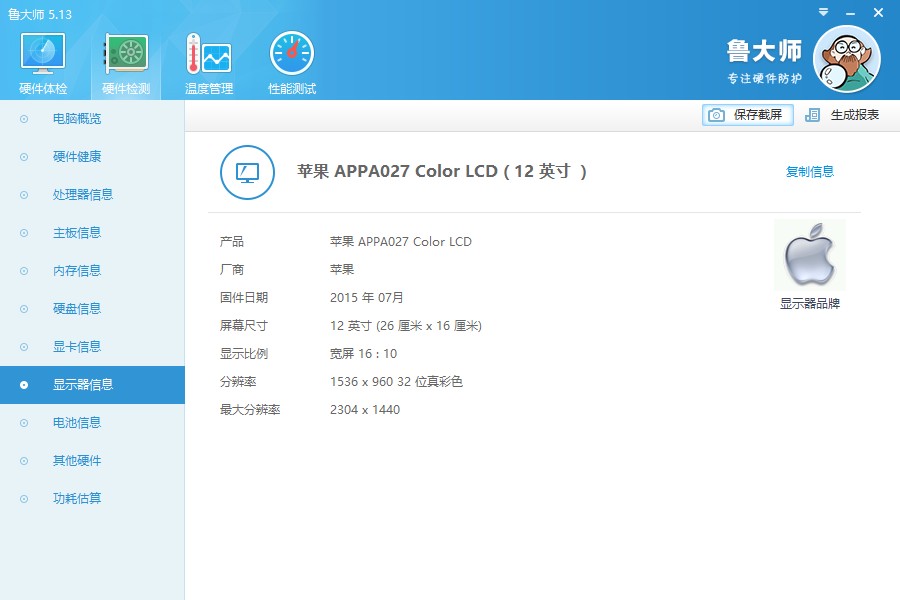 鲁大师 5.13
硬件体检
硬件检测
温度管理
性能测试
鲁大师
专注硬件防护
保存截屏
生成报表
电脑概览
硬件健康
处理器信息
主板信息
内存信息
硬盘信息
显卡信息
显示器信息
电池信息
其他硬件
功耗估算
苹果 APPA027 Color LCD ( 12 英寸 )
复制信息
产品 苹果 APPA027 Color LCD
厂商 苹果
固件日期 2015 年 07月
屏幕尺寸 12 英寸 (26 厘米 x 16 厘米)
显示比例 宽屏 16 : 10
分辨率 1536 x 960 32 位真彩色
最大分辨率 2304 x 1440
显示器品牌